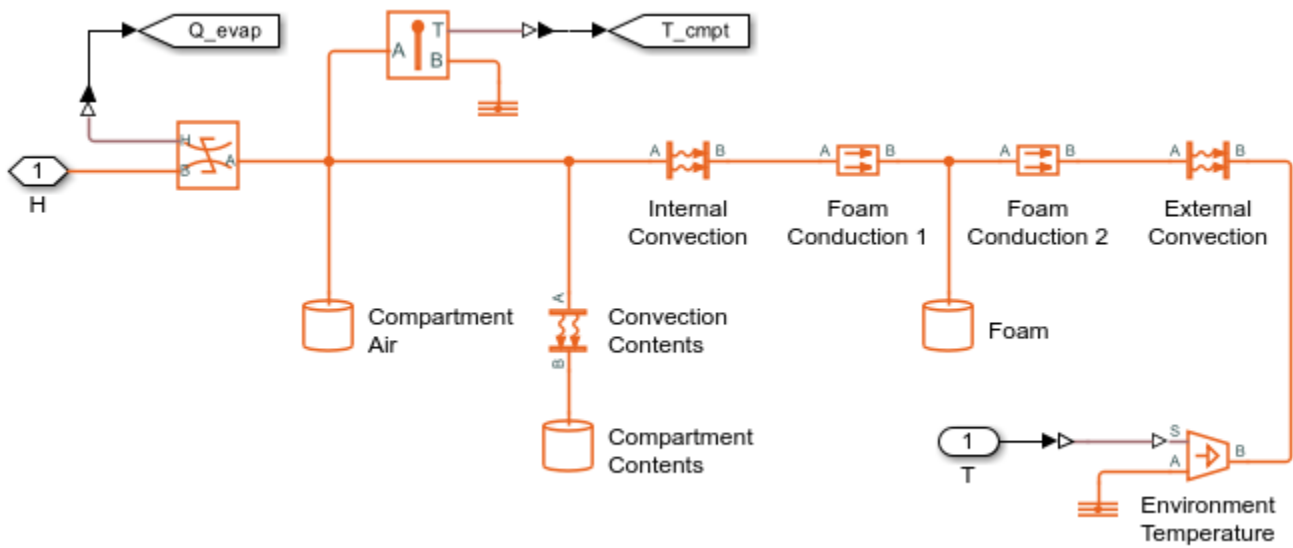 Q_evap
T_cmpt
A
T
B
H
B
A
1
H
A
B
A
B
A
B
A
B
Internal
Convection
Foam
Conduction 1
Foam
Conduction 2
External
Convection
Compartment
Air
A
B
Convection
Contents
Foam
Compartment
Contents
1
T
S
A
B
Environment
Temperature